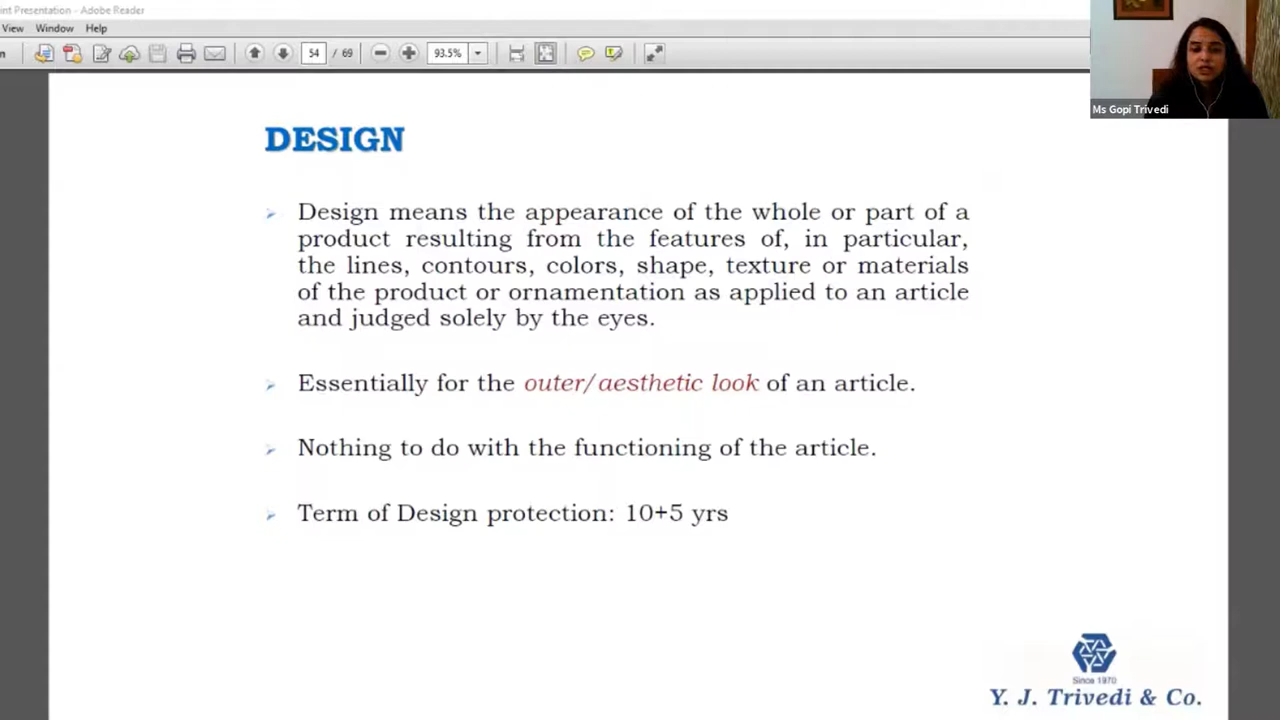 int Presentation - Adobe Reader
View Window Help
54 / 69 93.5%
Ms Gopi Trivedi
DESIGN
Design means the appearance of the whole or part of a
product resulting from the features of, in particular,
the lines, contours, colors, shape, texture or materials
of the product or ornamentation as applied to an article
and judged solely by the eyes.
Essentially for the outer/aesthetic look of an article.
Nothing to do with the functioning of the article.
Term of Design protection: 10+5 yrs
Since 1970
Y. J. Trivedi & Co.